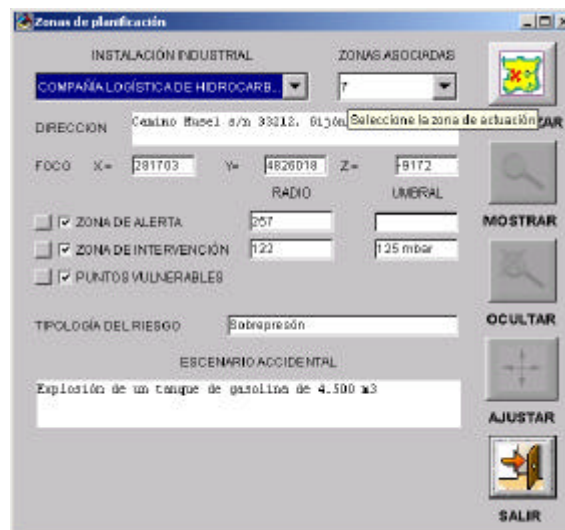 Zonas de planificación
INSTALACIÓN INDUSTRIAL ZONAS ASOCIADAS
COMPAÑÍA LOGÍSTICA DE HIDROCARB... 7
Seleccione la zona de actuación
DIRECCION Camino Musel s/n 33212. Gijón
ZAR
FOCO X= 281703 Y= 4826018 Z= -9172
RADIO UMBRAL
ZONA DE ALERTA 257
MOSTRAR
ZONA DE INTERVENCIÓN 122 125 mbar
PUNTOS VULNERABLES
TIPOLOGÍA DEL RIESGO Sobrepresón
OCULTAR
ESCENARIO ACCIDENTAL
Explosión de un tanque de gasolina de 4.500 m3
AJUSTAR
SALIR